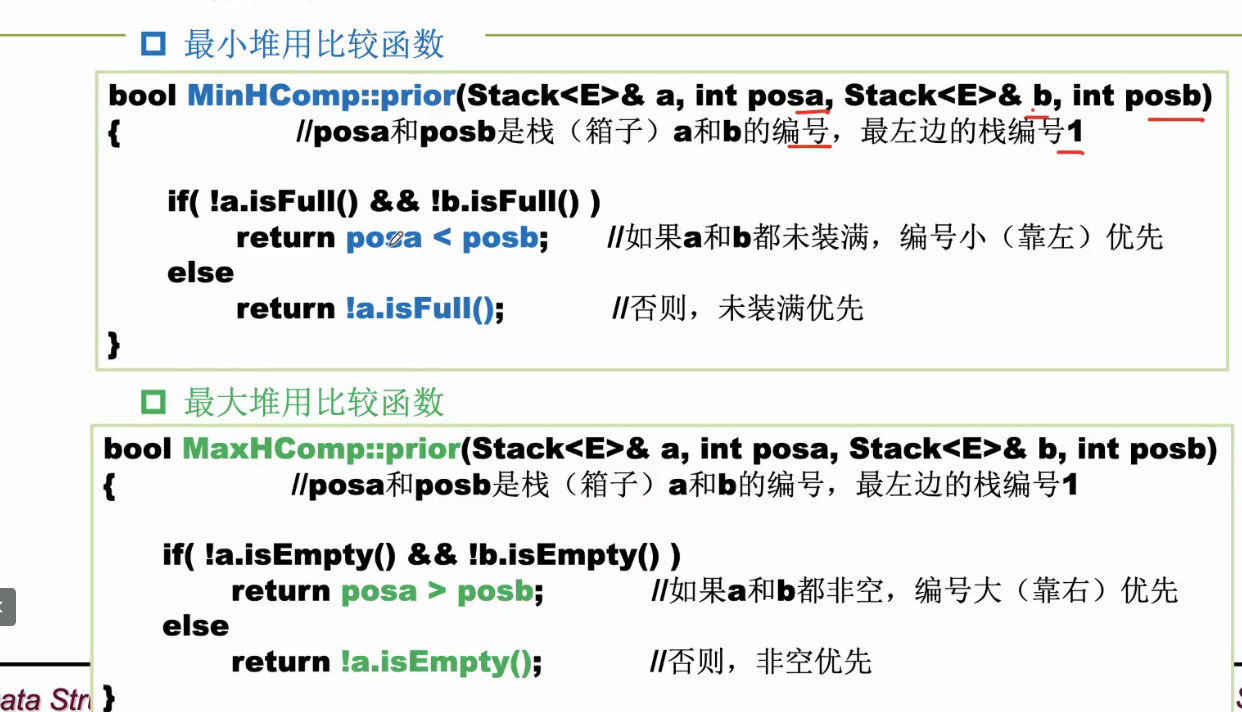 最小堆用比较函数
bool MinHComp::prior(Stack<E>& a, int posa, Stack<E>& b, int posb)
{ //posa和posb是栈（箱子）a和b的编号，最左边的栈编号1
if( !a.isFull() && !b.isFull() )
return posa < posb; //如果a和b都未装满，编号小（靠左）优先
else
return !a.isFull(); //否则，未装满优先
}
最大堆用比较函数
bool MaxHComp::prior(Stack<E>& a, int posa, Stack<E>& b, int posb)
{ //posa和posb是栈（箱子）a和b的编号，最左边的栈编号1
if( !a.isEmpty() && !b.isEmpty() )
return posa > posb; //如果a和b都非空，编号大（靠右）优先
else
return !a.isEmpty(); //否则，非空优先
}